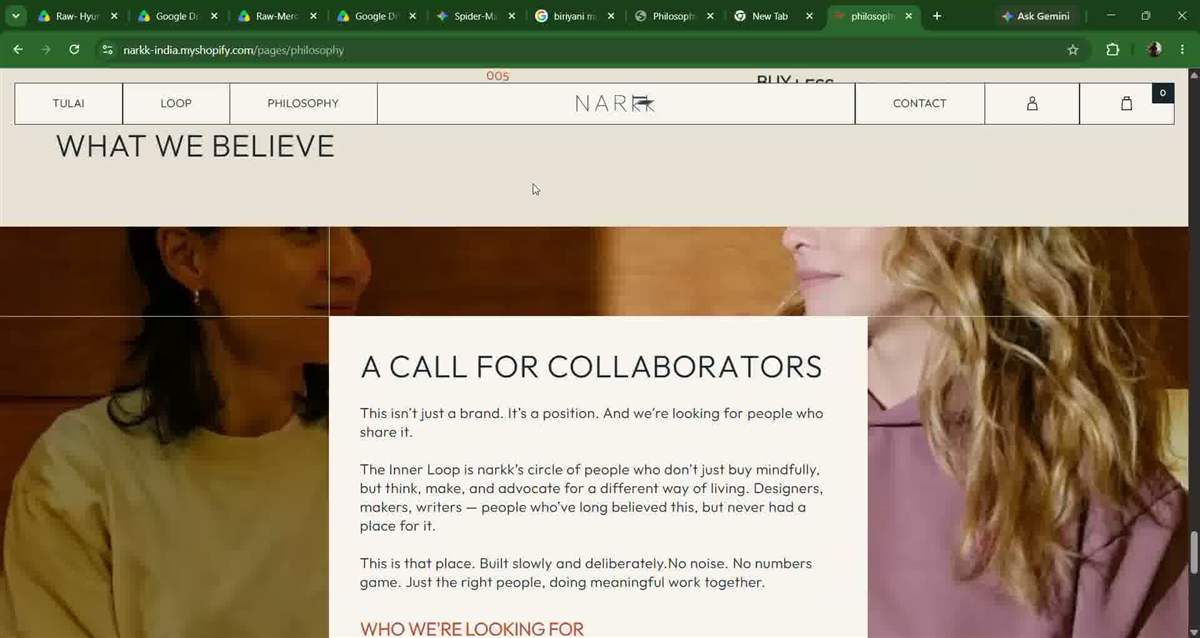 Raw- Hyun
Google Dr
Raw-Merc
Google Dr
Spider-Ma
biriyani m
Philosoph
New Tab
philosoph
Ask Gemini
narkk-india.myshopify.com/pages/philosophy
005
TULAI
LOOP
PHILOSOPHY
NARKK
CONTACT
0
WHAT WE BELIEVE
A CALL FOR COLLABORATORS
This isn't just a brand. It's a position. And we're looking for people who
share it.
The Inner Loop is narkk's circle of people who don't just buy mindfully,
but think, make, and advocate for a different way of living. Designers,
makers, writers — people who've long believed this, but never had a
place for it.
This is that place. Built slowly and deliberately.No noise. No numbers
game. Just the right people, doing meaningful work together.
WHO WE'RE LOOKING FOR